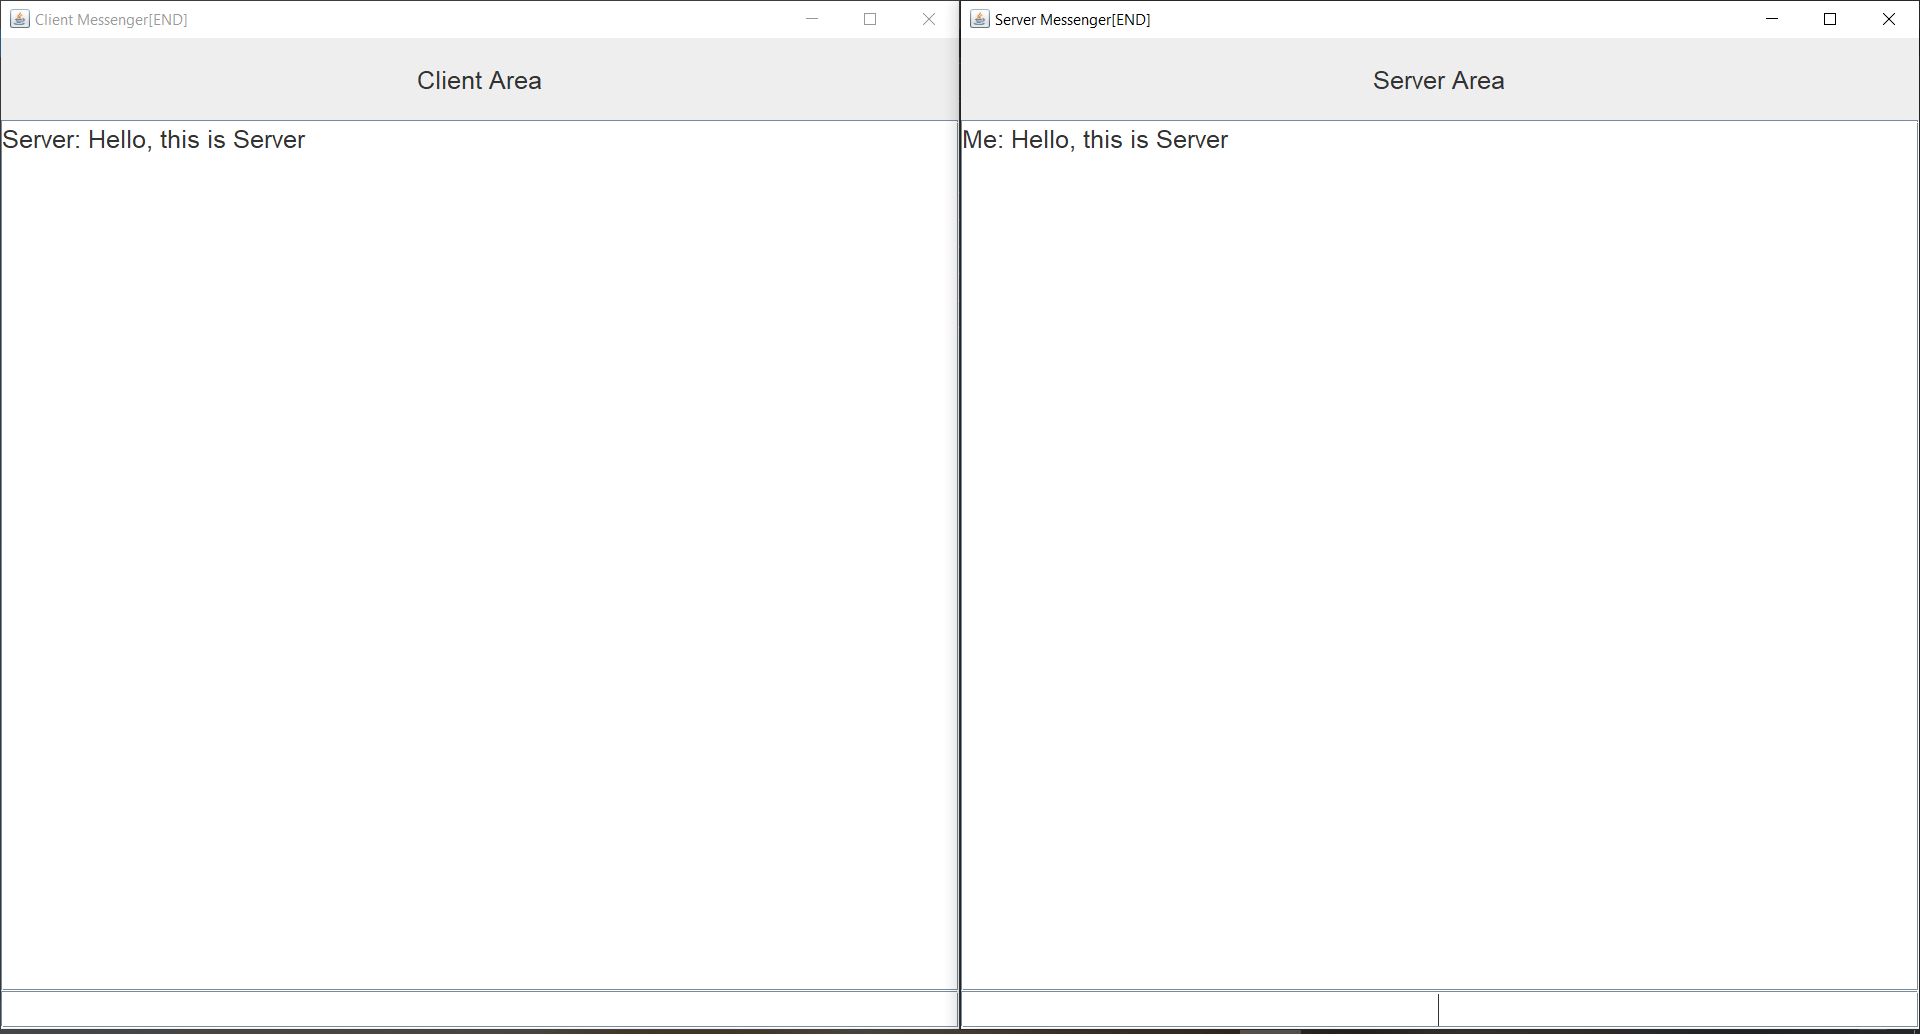 Client Messenger[END]
Client Area
Server: Hello, this is Server
Server Messenger[END]
Server Area
Me: Hello, this is Server